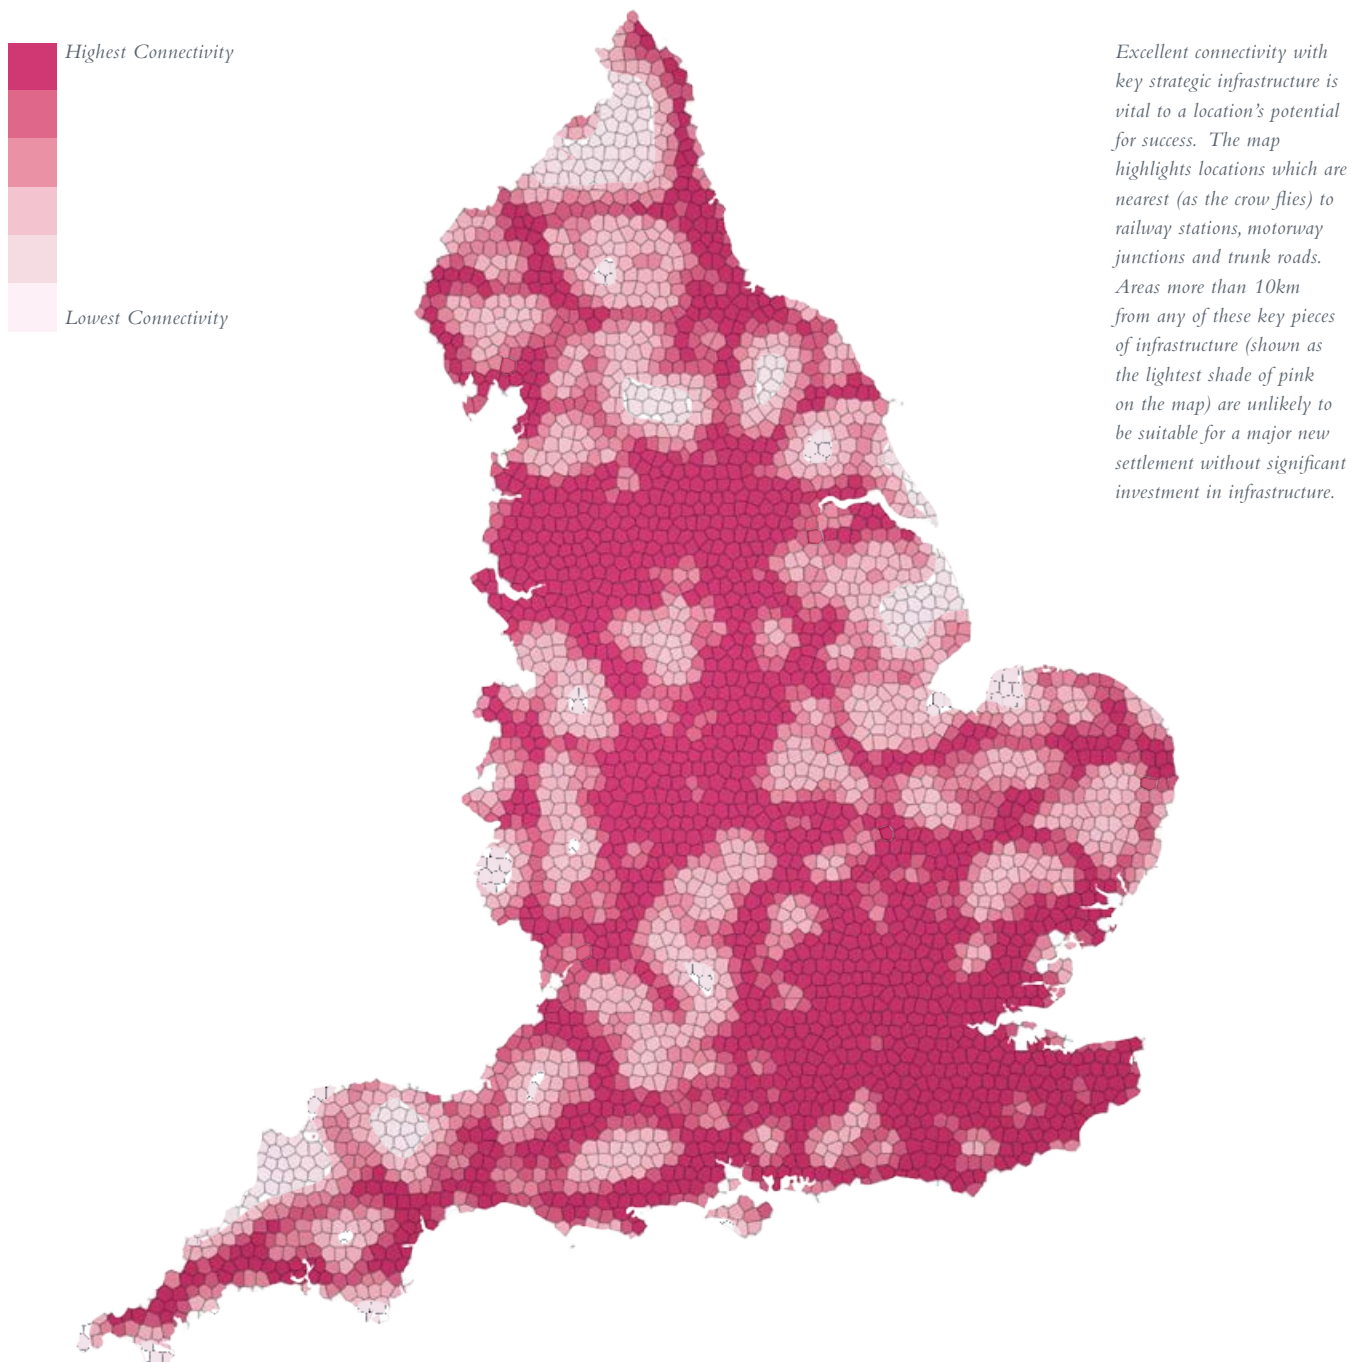 Highest Connectivity
Lowest Connectivity
Excellent connectivity with
key strategic infrastructure is
vital to a location's potential
for success.  The map
highlights locations which are
nearest (as the crow flies) to
railway stations, motorway
junctions and trunk roads.
Areas more than 10km
from any of these key pieces
of infrastructure (shown as
the lightest shade of pink
on the map) are unlikely to
be suitable for a major new
settlement without significant
investment in infrastructure.